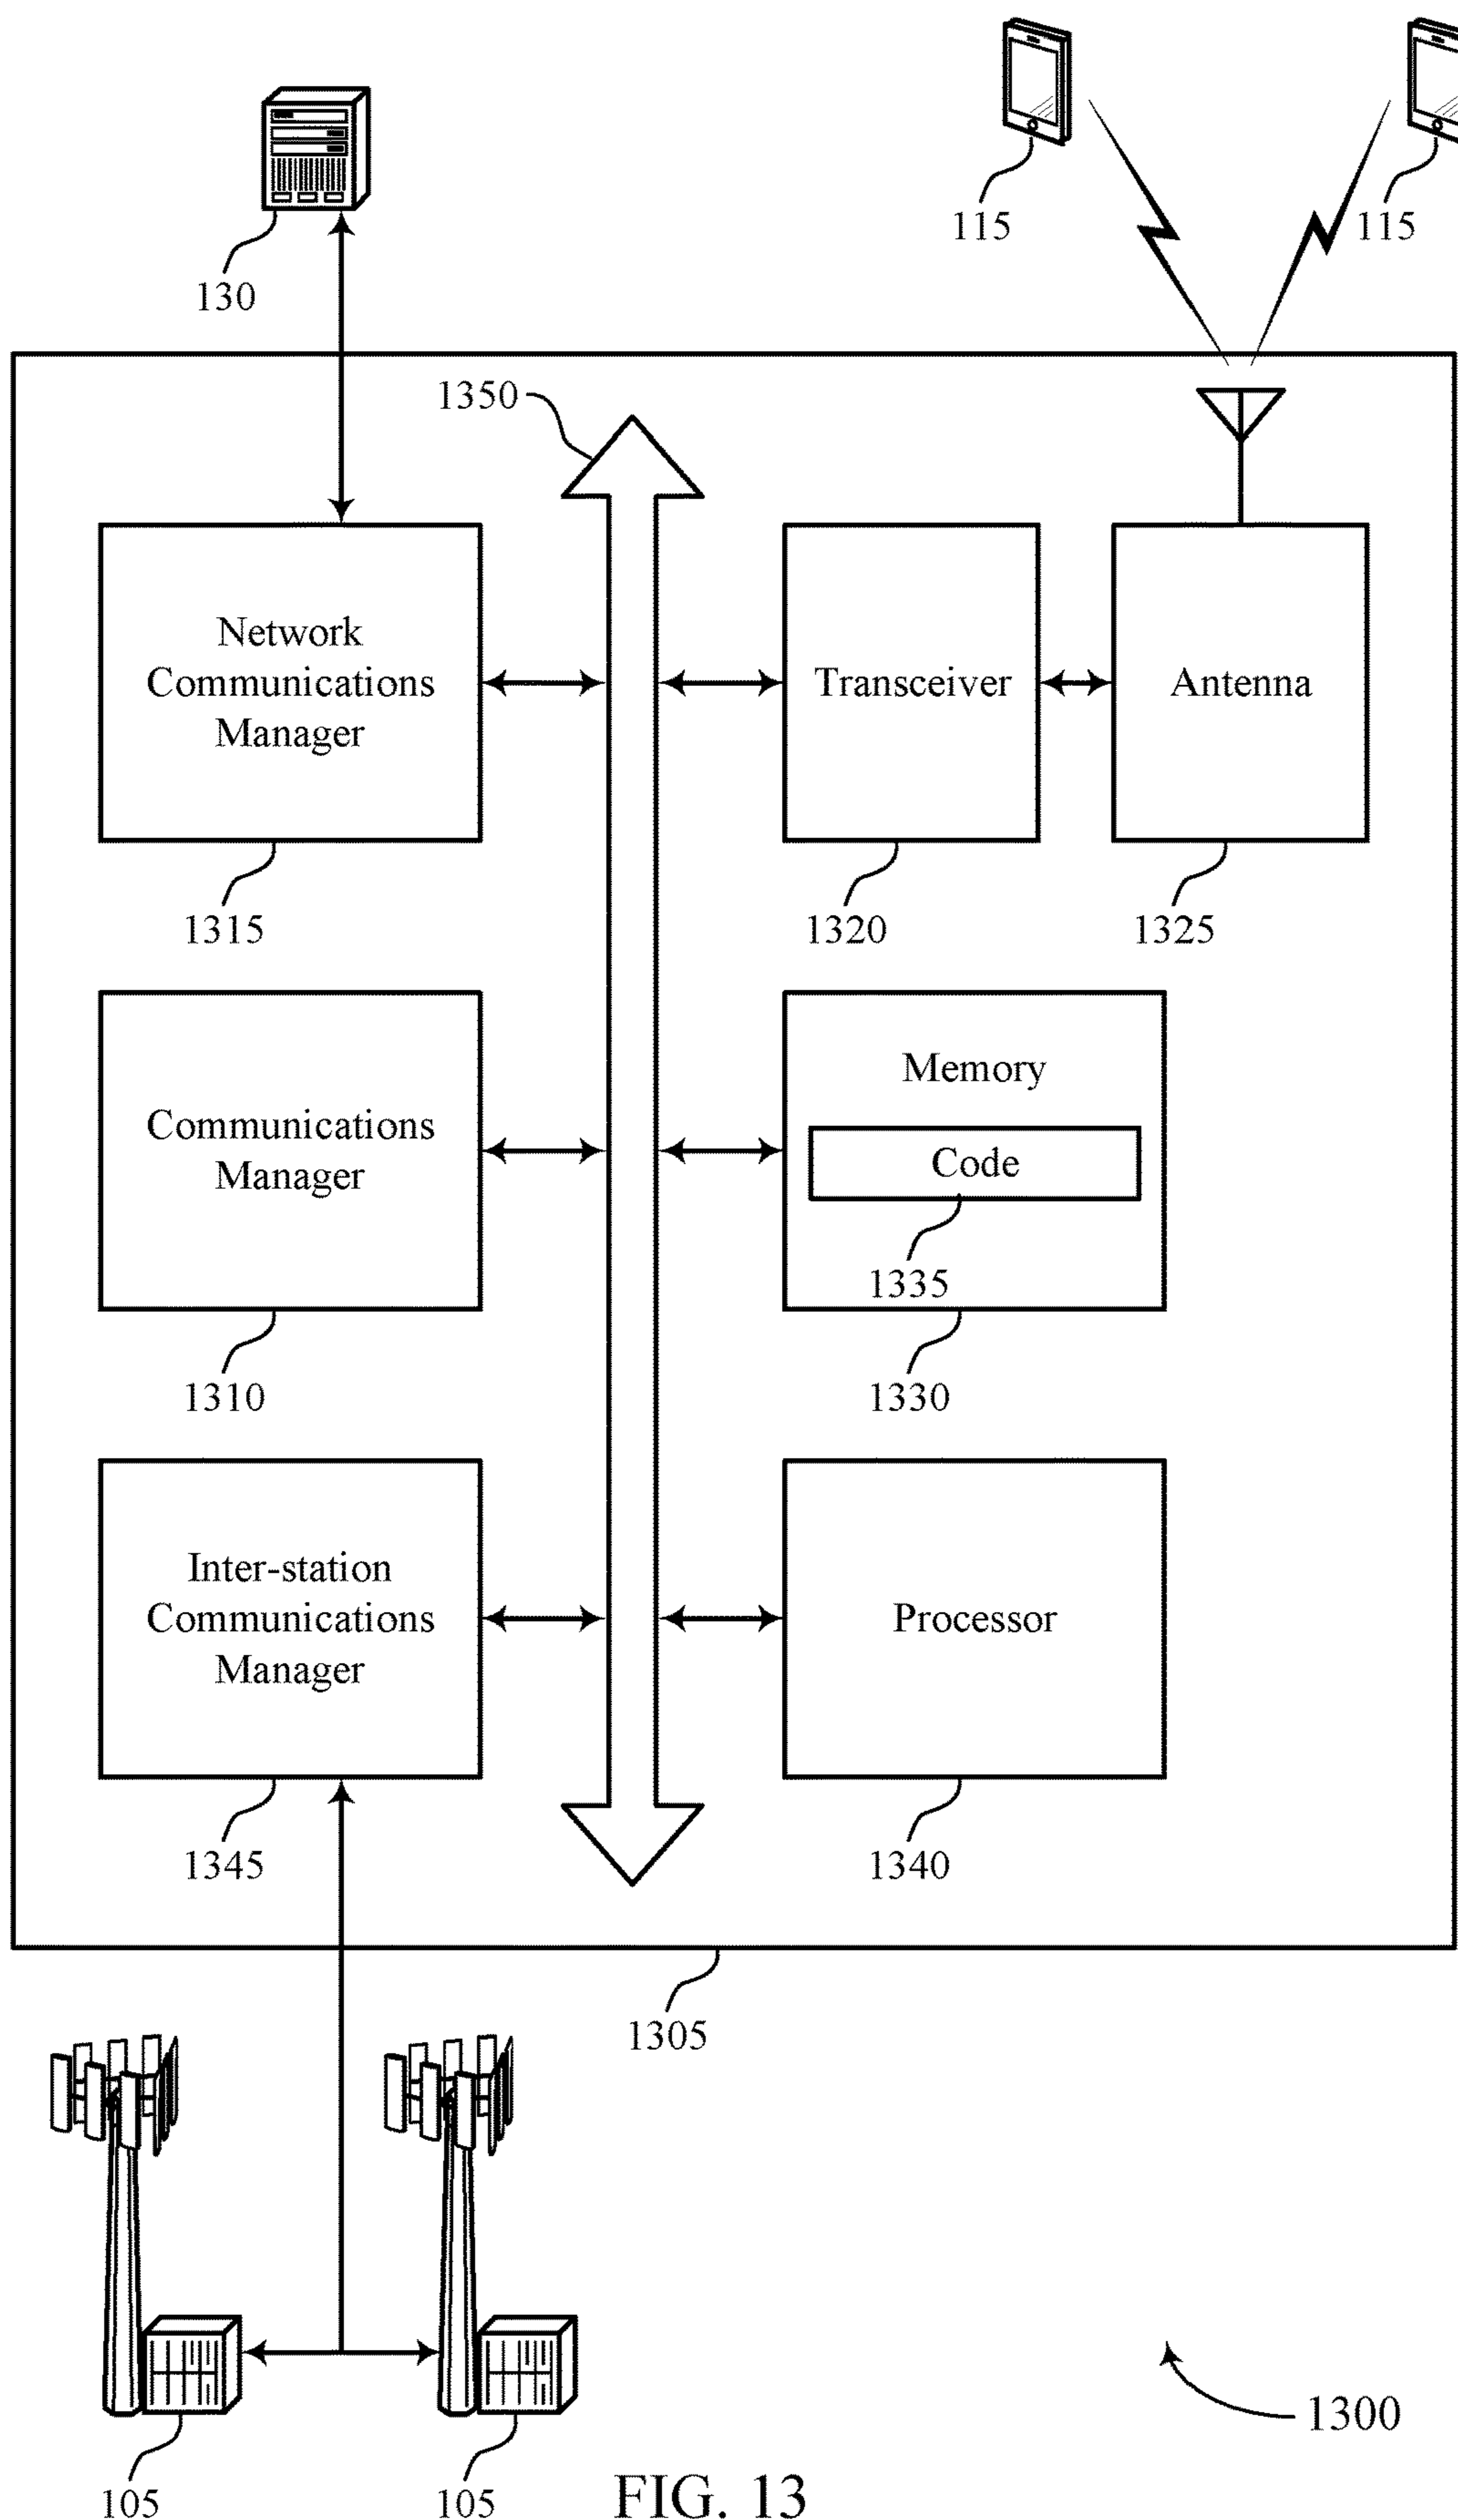 115
115
130
1350
Network
Communications
Manager
Transceiver
Antenna
1315
1320
1325
Communications
Manager
Memory
Code
1335
1310
1330
Inter-station
Communications
Manager
Processor
1345
1340
1305
1300
105
105
FIG. 13